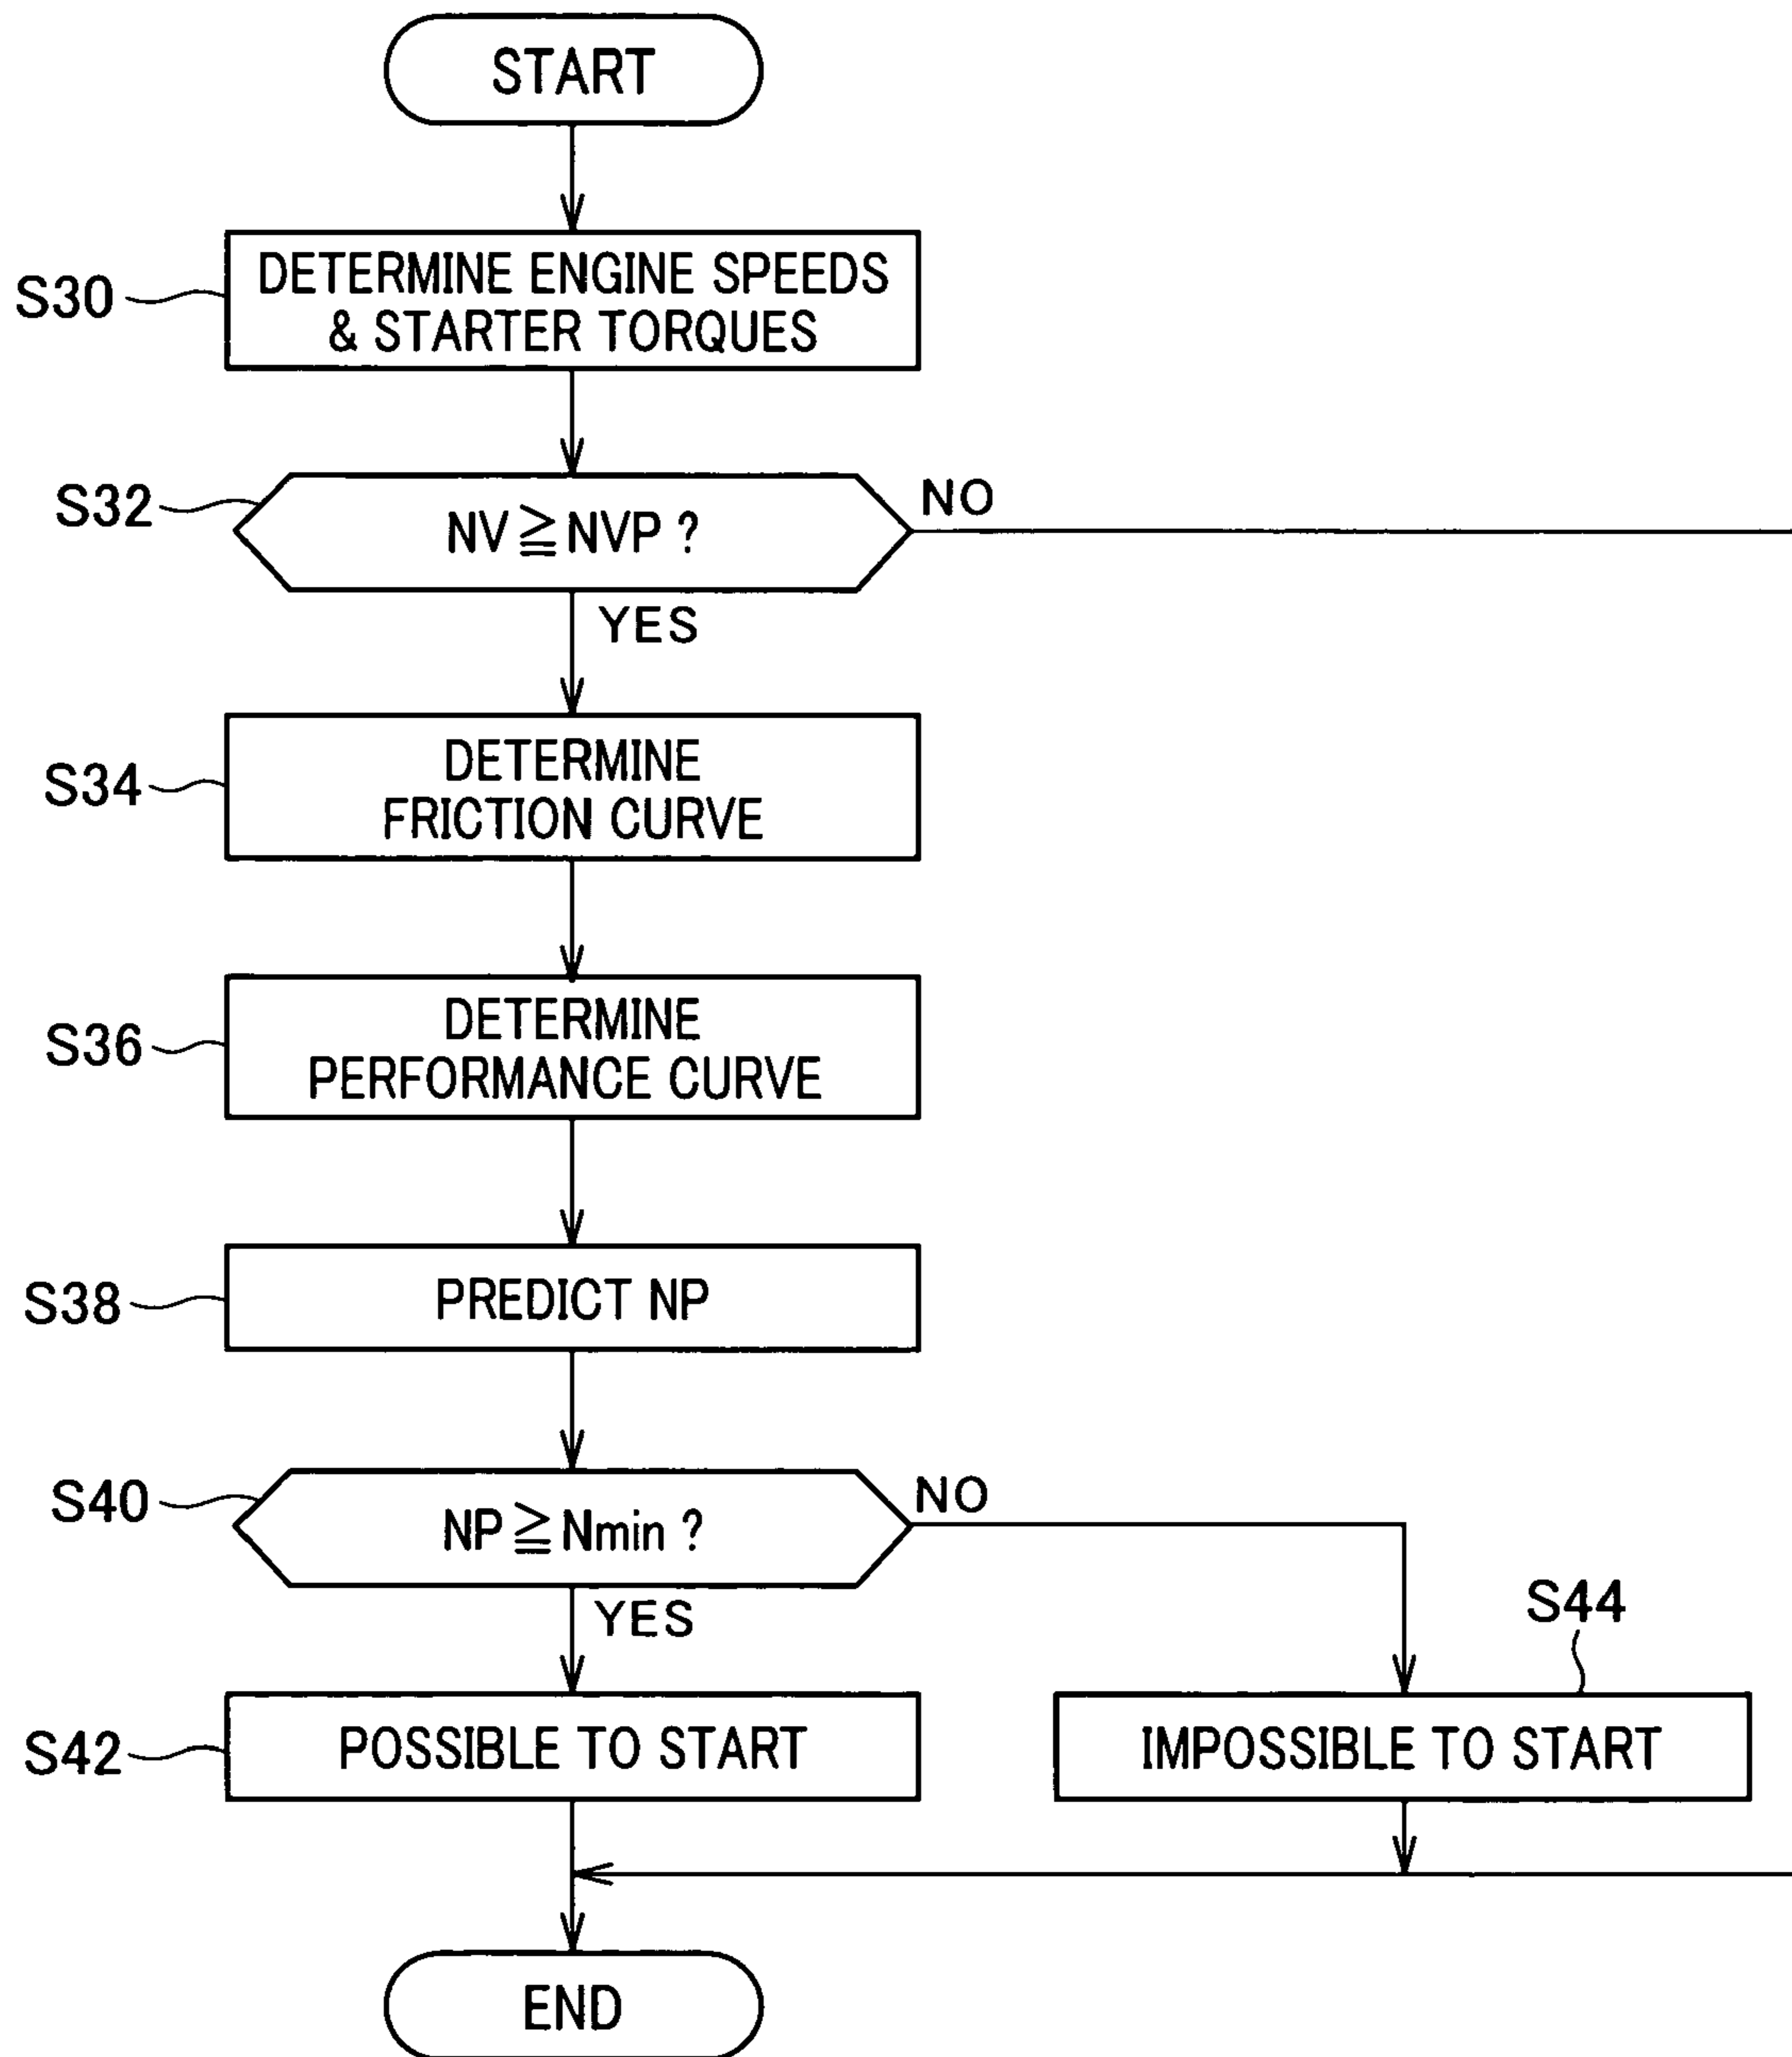 START
S30
DETERMINE ENGINE SPEEDS
& STARTER TORQUES
S32
NV ≧ NVP ?
NO
YES
S34
DETERMINE
FRICTION CURVE
S36
DETERMINE
PERFORMANCE CURVE
S38
PREDICT NP
S40
NP ≧ Nmin ?
NO
YES
S44
S42
POSSIBLE TO START
IMPOSSIBLE TO START
END